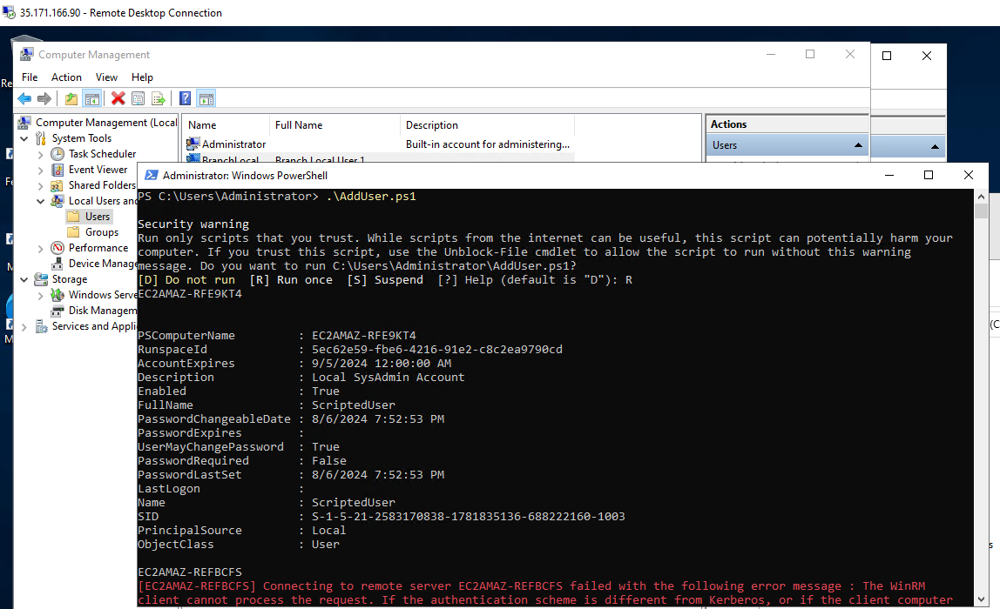 35.171.166.90 - Remote Desktop Connection
Computer Management
File Action View Help
Computer Management (Local
System Tools
Task Scheduler
Event Viewer
Shared Folders
Local Users and
Users
Groups
Performance
Device Manage
Storage
Windows Serve
Disk Managem
Services and Appli
Name Full Name Description
Administrator Built-in account for administering...
BranchLocal Branch Local User 1
Actions
Users
Administrator: Windows PowerShell
PS C:\Users\Administrator> .\AddUser.ps1
Security warning
Run only scripts that you trust. While scripts from the internet can be useful, this script can potentially harm your
computer. If you trust this script, use the Unblock-File cmdlet to allow the script to run without this warning
message. Do you want to run C:\Users\Administrator\AddUser.ps1?
[D] Do not run [R] Run once [S] Suspend [?] Help (default is "D"): R
EC2AMAZ-RFE9KT4
PSComputerName : EC2AMAZ-RFE9KT4
RunspaceId : 5ec62e59-fbe6-4216-91e2-c8c2ea9790cd
AccountExpires : 9/5/2024 12:00:00 AM
Description : Local SysAdmin Account
Enabled : True
FullName : ScriptedUser
PasswordChangeableDate : 8/6/2024 7:52:53 PM
PasswordExpires :
UserMayChangePassword : True
PasswordRequired : False
PasswordLastSet : 8/6/2024 7:52:53 PM
LastLogon :
Name : ScriptedUser
SID : S-1-5-21-2583170838-1781835136-688222160-1003
PrincipalSource : Local
ObjectClass : User
EC2AMAZ-REFBCFS
[EC2AMAZ-REFBCFS] Connecting to remote server EC2AMAZ-REFBCFS failed with the following error message : The WinRM
client cannot process the request. If the authentication scheme is different from Kerberos, or if the client computer